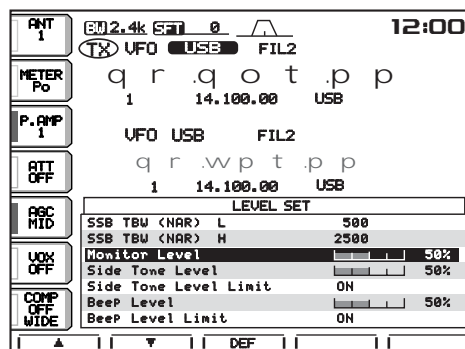 ANT
1
BW 2.4k SFT 0
12:00
TX VFO USB FIL2
METER
Po
q r .q o t .p p
1 14.100.00 USB
P.AMP
1
VFO USB FIL2
ATT
OFF
q r .w p t .p p
1 14.100.00 USB
AGC
MID
LEVEL SET
SSB TBW (NAR) L 500
SSB TBW (NAR) H 2500
VOX
OFF
Monitor Level 50%
Side Tone Level 50%
Side Tone Level Limit ON
COMP
OFF
WIDE
Beep Level 50%
Beep Level Limit ON
▲ ▼ DEF